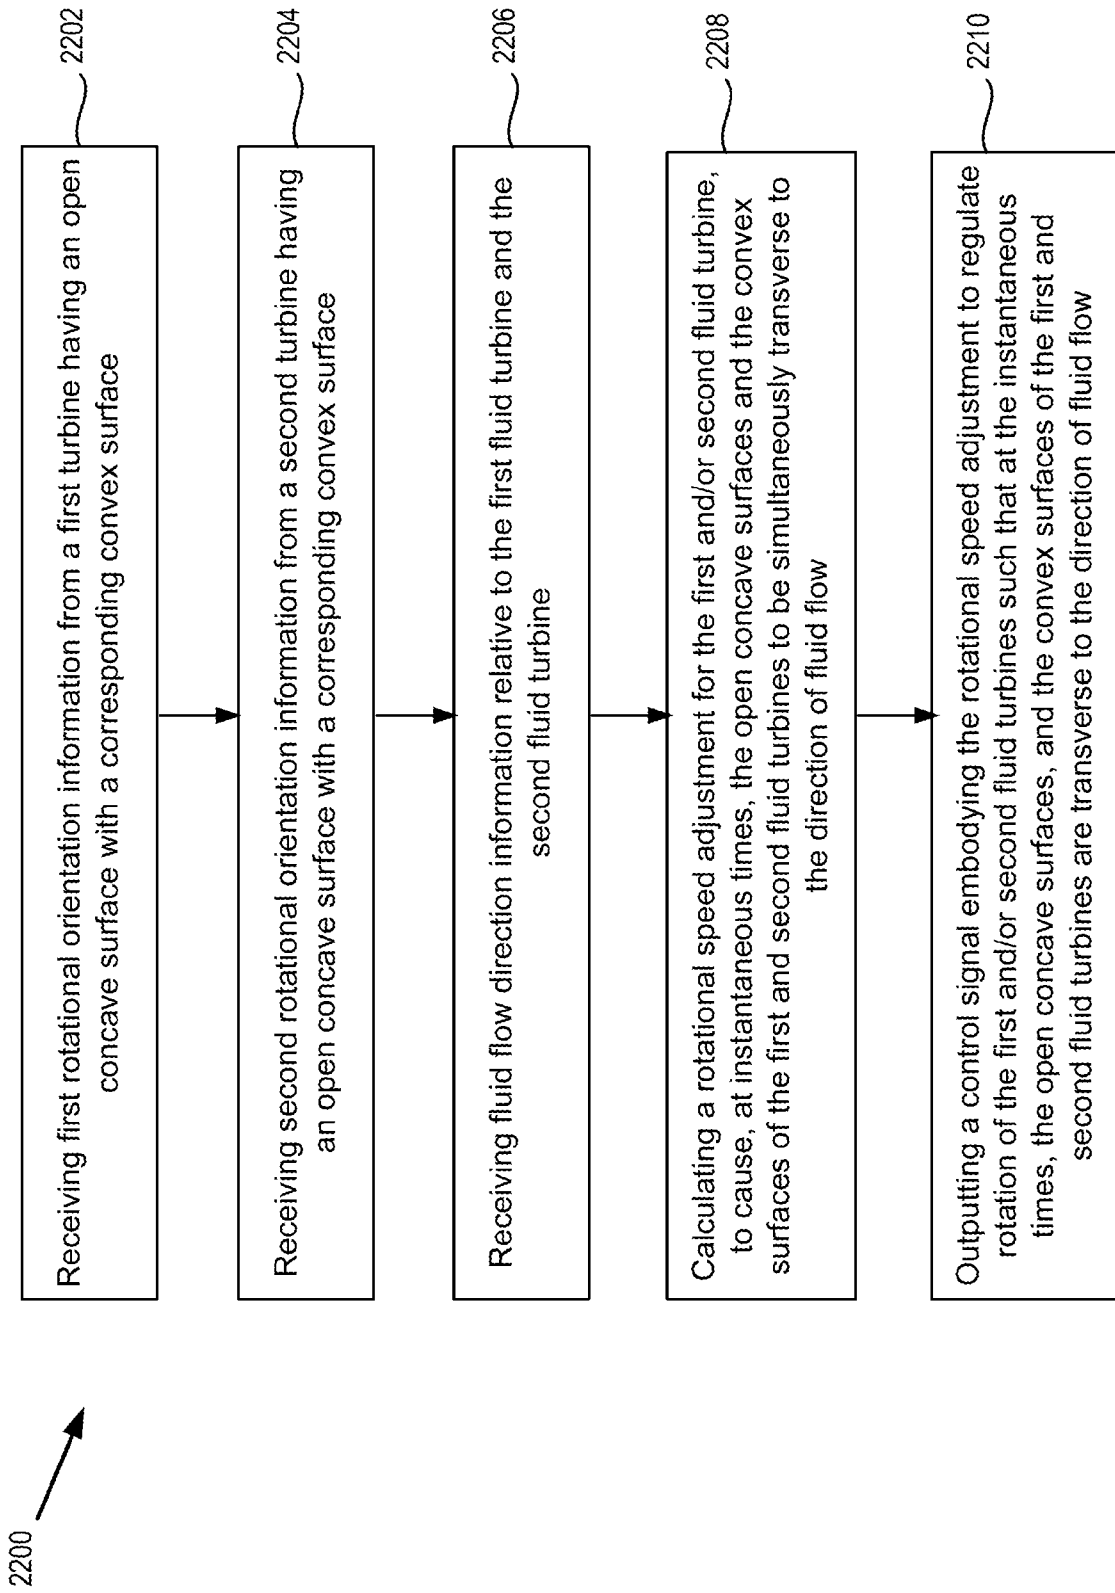 2200
Receiving first rotational orientation information from a first turbine having an open
concave surface with a corresponding convex surface
2202
Receiving second rotational orientation information from a second turbine having
an open concave surface with a corresponding convex surface
2204
Receiving fluid flow direction information relative to the first fluid turbine and the
second fluid turbine
2206
Calculating a rotational speed adjustment for the first and/or second fluid turbine,
to cause, at instantaneous times, the open concave surfaces and the convex
surfaces of the first and second fluid turbines to be simultaneously transverse to
the direction of fluid flow
2208
Outputting a control signal embodying the rotational speed adjustment to regulate
rotation of the first and/or second fluid turbines such that at the instantaneous
times, the open concave surfaces, and the convex surfaces of the first and
second fluid turbines are transverse to the direction of fluid flow
2210